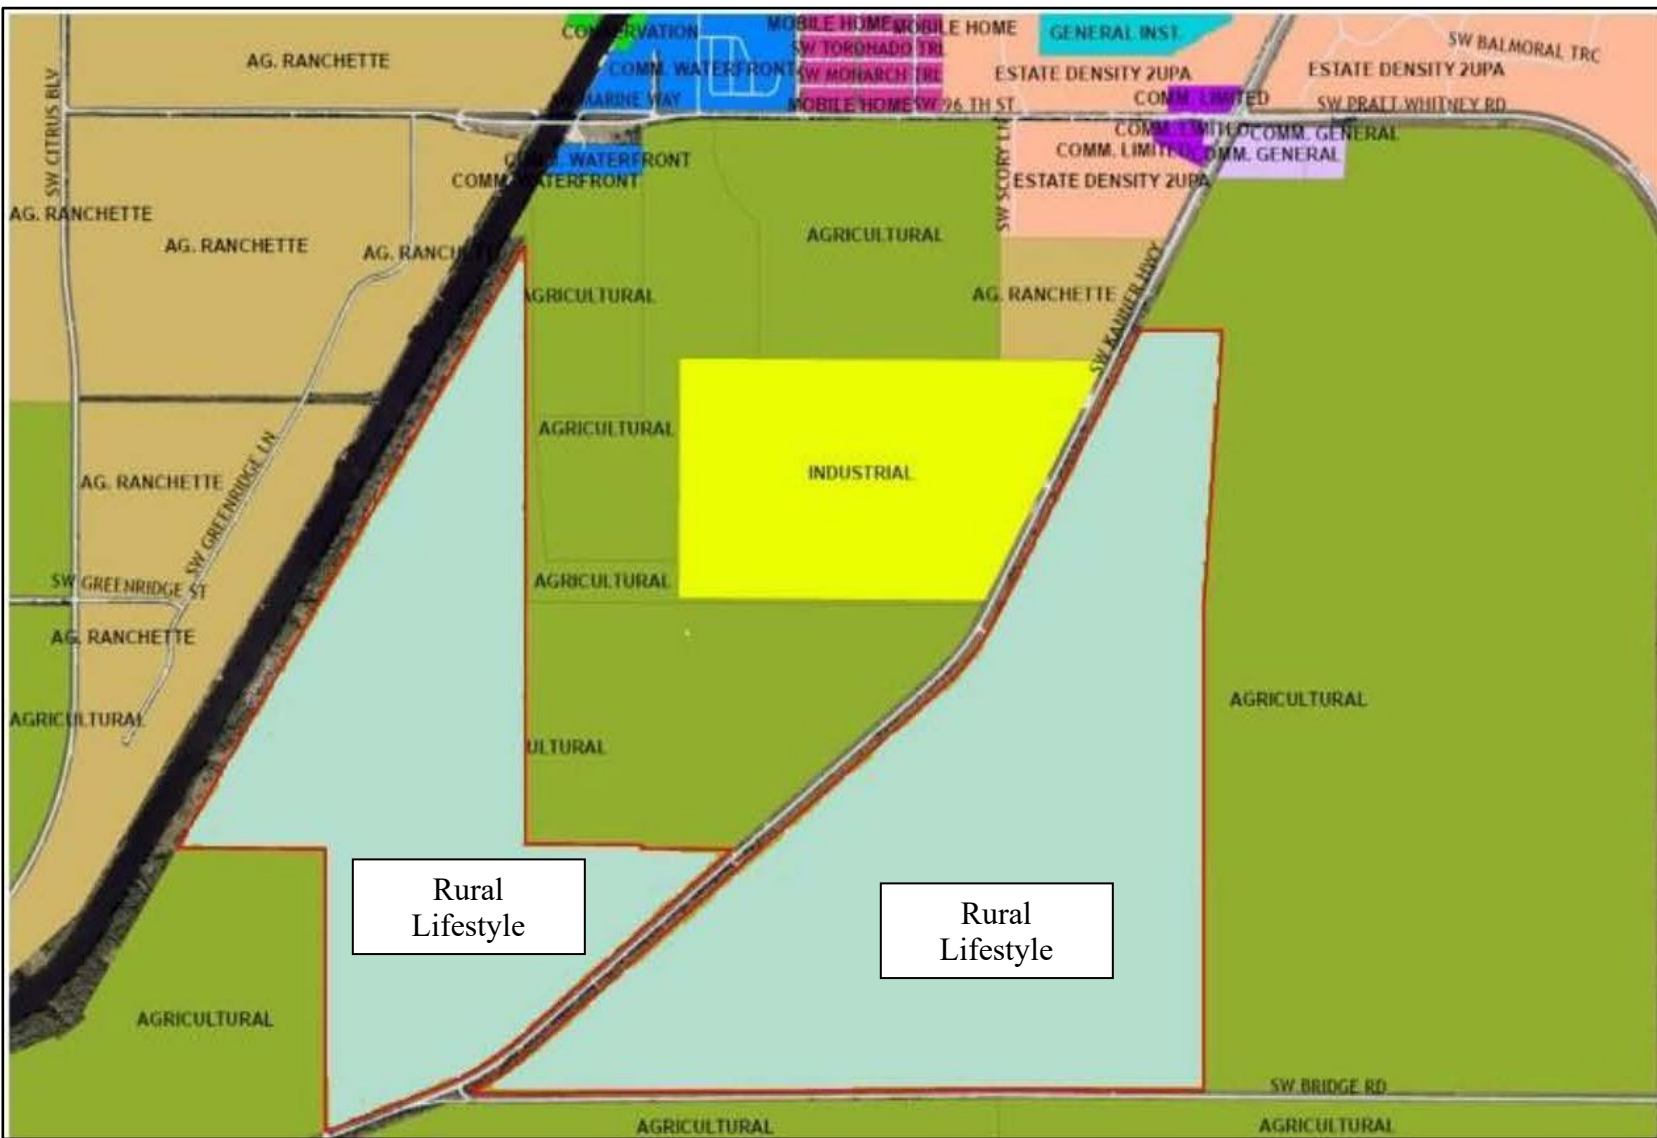 CONSERVATION
MOBILE HOME
MOBILE HOME
GENERAL INST.
SW BALMORAL TRC
SW TORONADO TRL
AG. RANCHETTE
COMM. WATERFRONT
SW MONARCH TRL
ESTATE DENSITY 2UPA
ESTATE DENSITY 2UPA
MARINE WAY
MOBILE HOME
SW 96 TH ST
COMM. LIMITED
SW PRATT WHITNEY RD
SW CITRUS BLV
COMM. LIMITED
COMM. GENERAL
COMM. WATERFRONT
COMM. LIMITED
COMM. GENERAL
COMM. WATERFRONT
SW SCORY LN
ESTATE DENSITY 2UPA
AG. RANCHETTE
AG. RANCHETTE
AG. RANCHETTE
AGRICULTURAL
AGRICULTURAL
AG. RANCHETTE
SW KANNER HWY
AGRICULTURAL
INDUSTRIAL
AG. RANCHETTE
SW GREENRIDGE LN
SW GREENRIDGE ST
AGRICULTURAL
AG. RANCHETTE
AGRICULTURAL
AGRICULTURAL
ULTURAL
Rural
Lifestyle
Rural
Lifestyle
AGRICULTURAL
SW BRIDGE RD
AGRICULTURAL
AGRICULTURAL